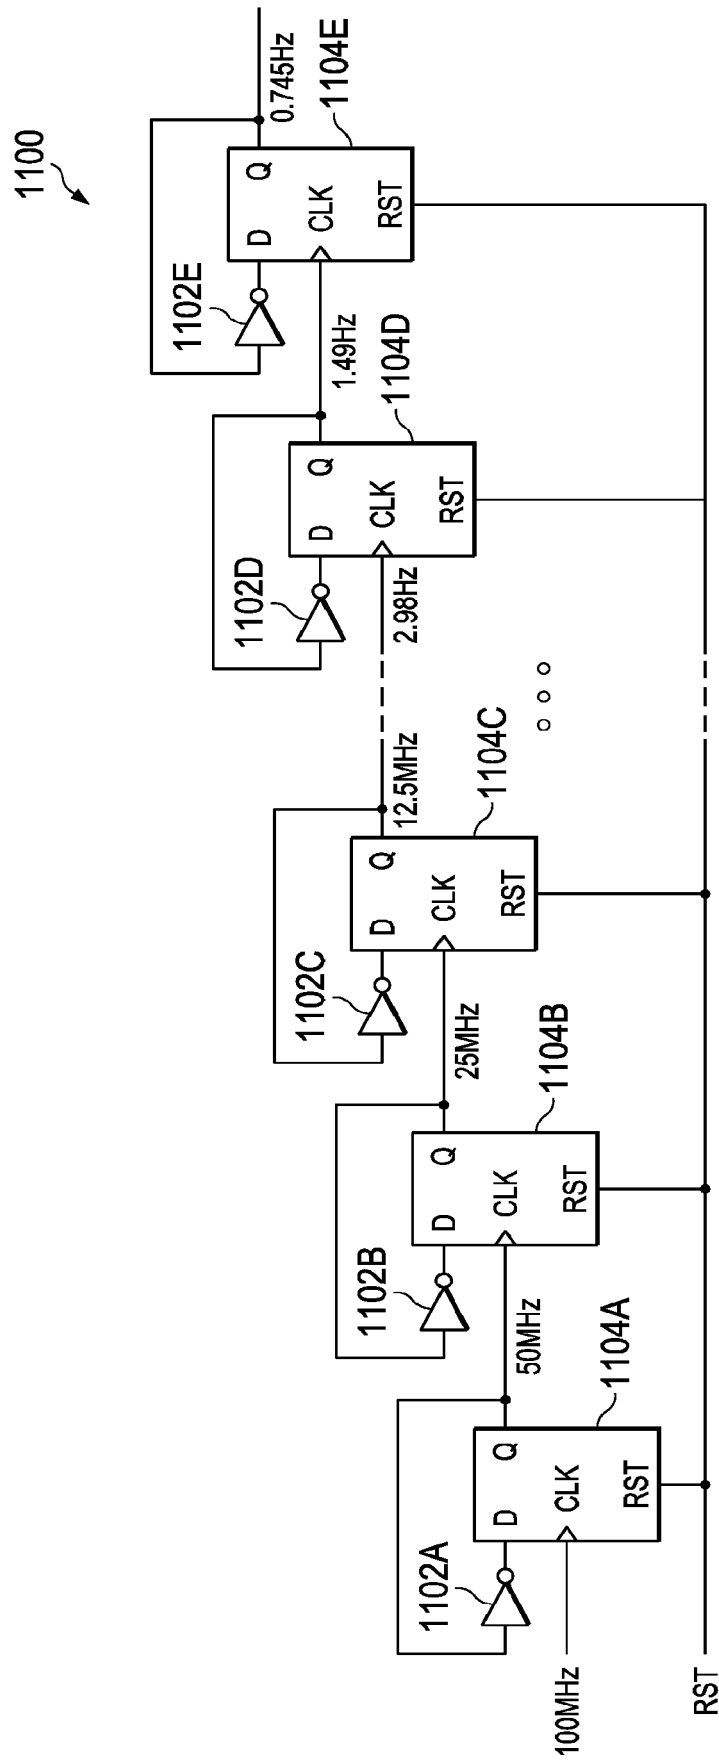 1100
100MHz
RST
1102A
D
Q
CLK
RST
1104A
50MHz
1102B
D
Q
CLK
RST
1104B
25MHz
1102C
D
Q
CLK
RST
1104C
12.5MHz
2.98Hz
1102D
D
Q
CLK
RST
1104D
1.49Hz
1102E
D
Q
CLK
RST
1104E
0.745Hz